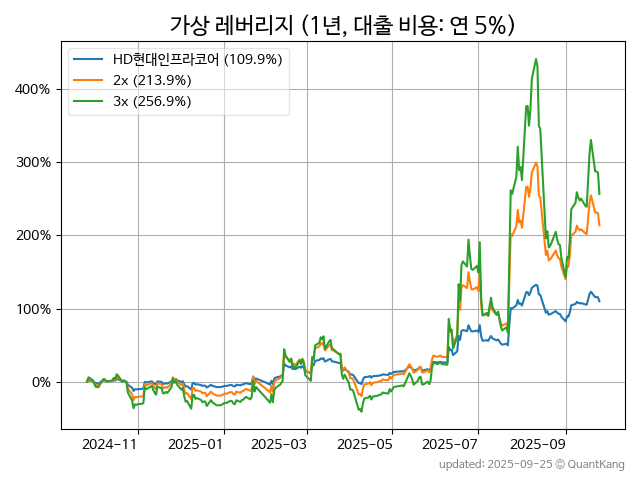 가상 레버리지 (1년, 대출 비용: 연 5%)
HD현대인프라코어 (109.9%)
2x (213.9%)
3x (256.9%)
400%
300%
200%
100%
0%
2024-11 2025-01 2025-03 2025-05 2025-07 2025-09
updated: 2025-09-25 © QuantKang